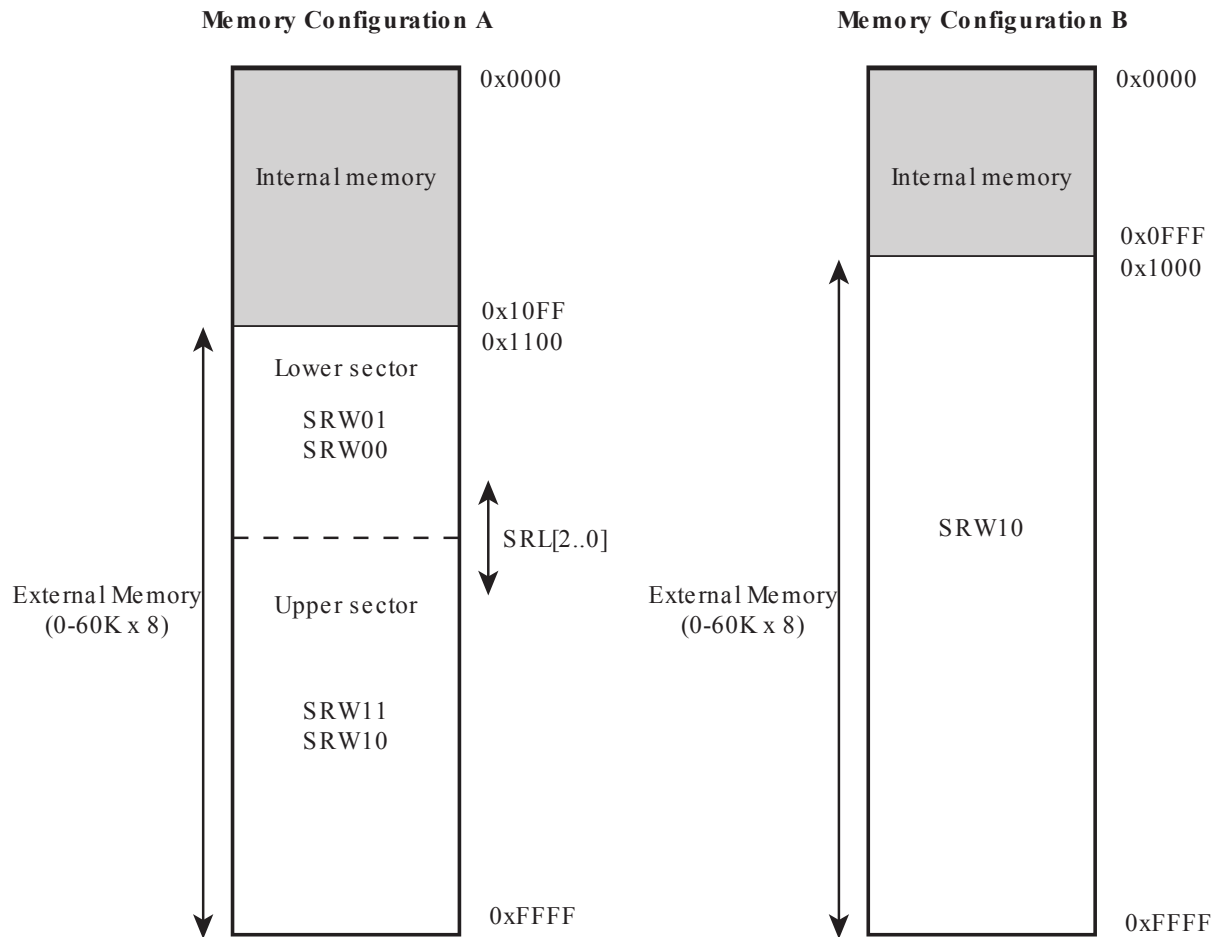 Memory Configuration A
0x0000
Internal memory
0x10FF
0x1100
Lower sector
SRW01
SRW00
SRL[2..0]
External Memory
(0-60K x 8)
Upper sector
SRW11
SRW10
0xFFFF
Memory Configuration B
0x0000
Internal memory
0x0FFF
0x1000
SRW10
External Memory
(0-60K x 8)
0xFFFF